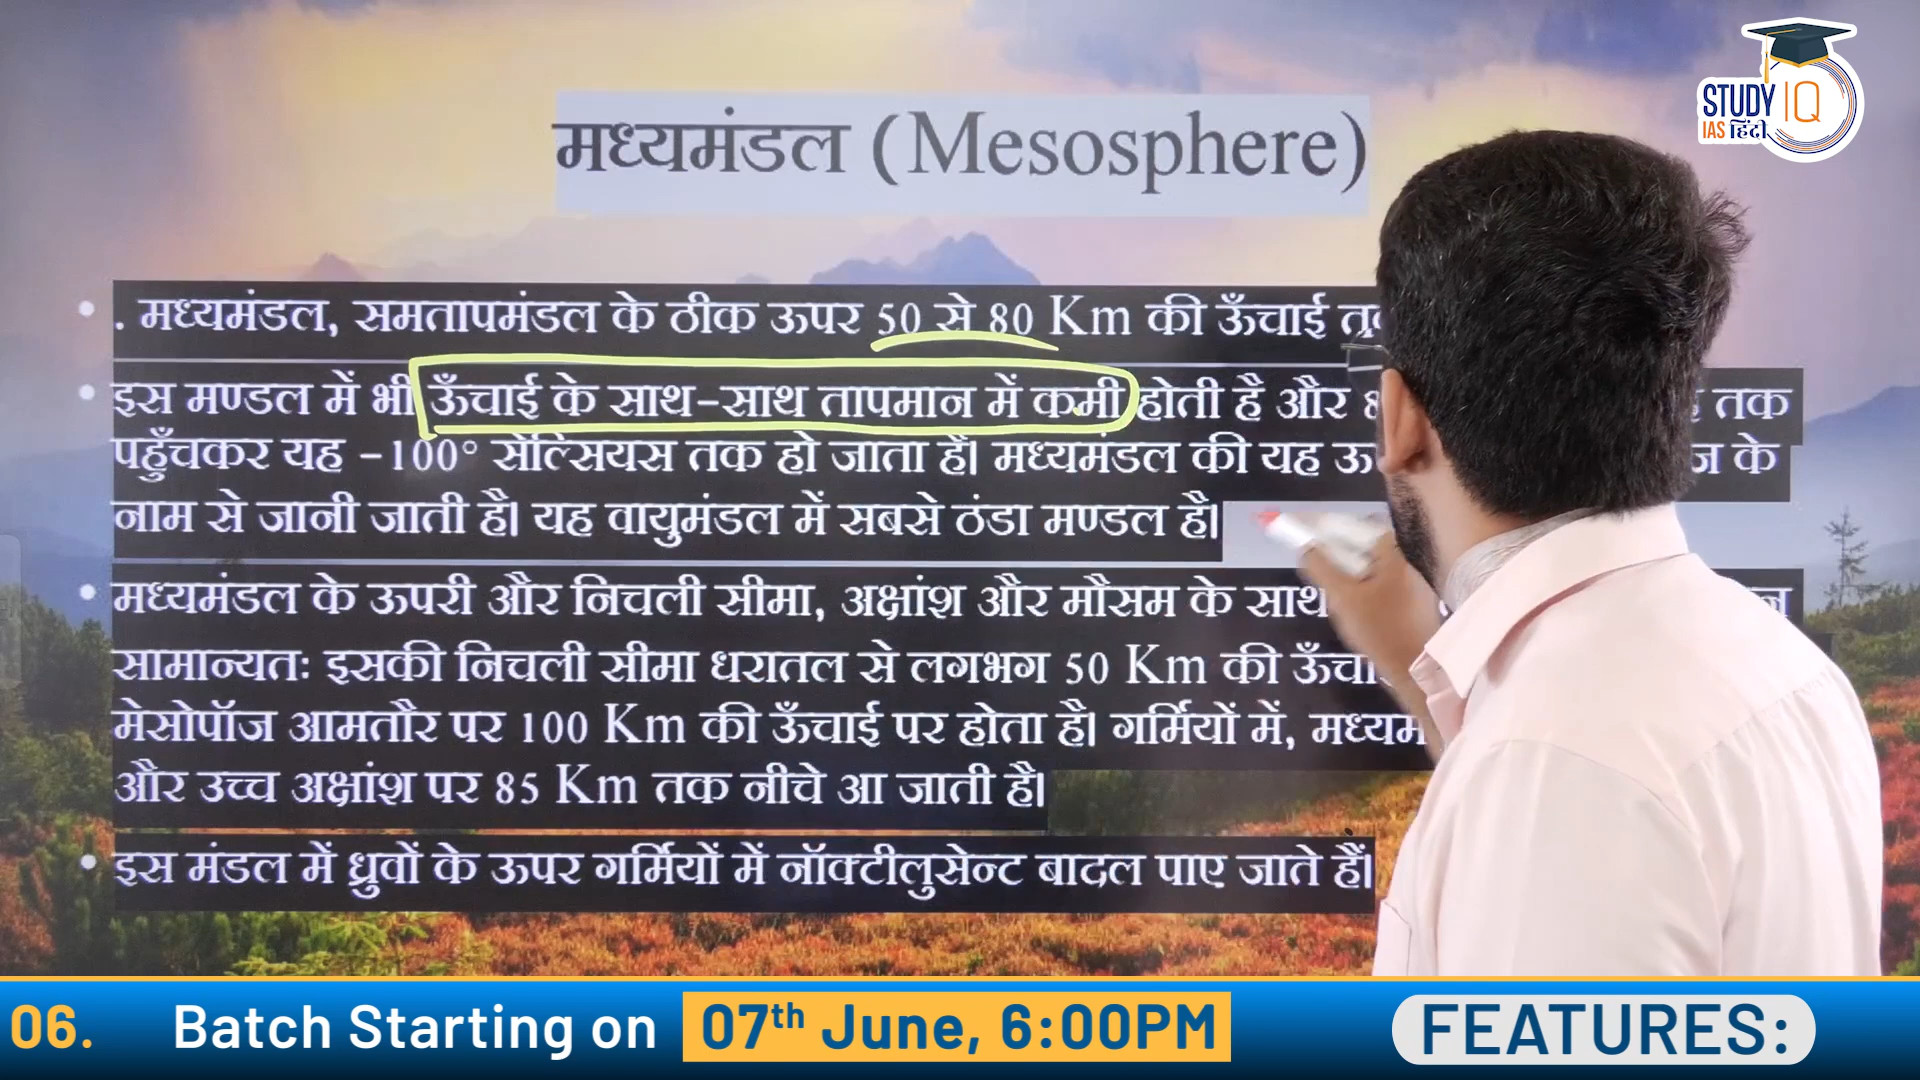 STUDY IQ
IAS हिंदी
मध्यमंडल (Mesosphere)
• . मध्यमंडल, समतापमंडल के ठीक ऊपर 50 से 80 Km की ऊँचाई
• इस मण्डल में भी ऊँचाई के साथ-साथ तापमान में कमी होती है और तक
पहुँचकर यह -100° सेल्सियस तक हो जाता है। मध्यमंडल की यह के
नाम से जानी जाती है। यह वायुमंडल में सबसे ठंडा मण्डल है।
• मध्यमंडल के ऊपरी और निचली सीमा, अक्षांश और मौसम के साथ
सामान्यतः इसकी निचली सीमा धरातल से लगभग 50 Km की
मेसोपॉज आमतौर पर 100 Km की ऊँचाई पर होता है। गर्मियों में,
और उच्च अक्षांश पर 85 Km तक नीचे आ जाती है।
• इस मंडल में ध्रुवों के ऊपर गर्मियों में नॉक्टीलुसेन्ट बादल पाए जाते हैं।
06. Batch Starting on 07th June, 6:00PM FEATURES: